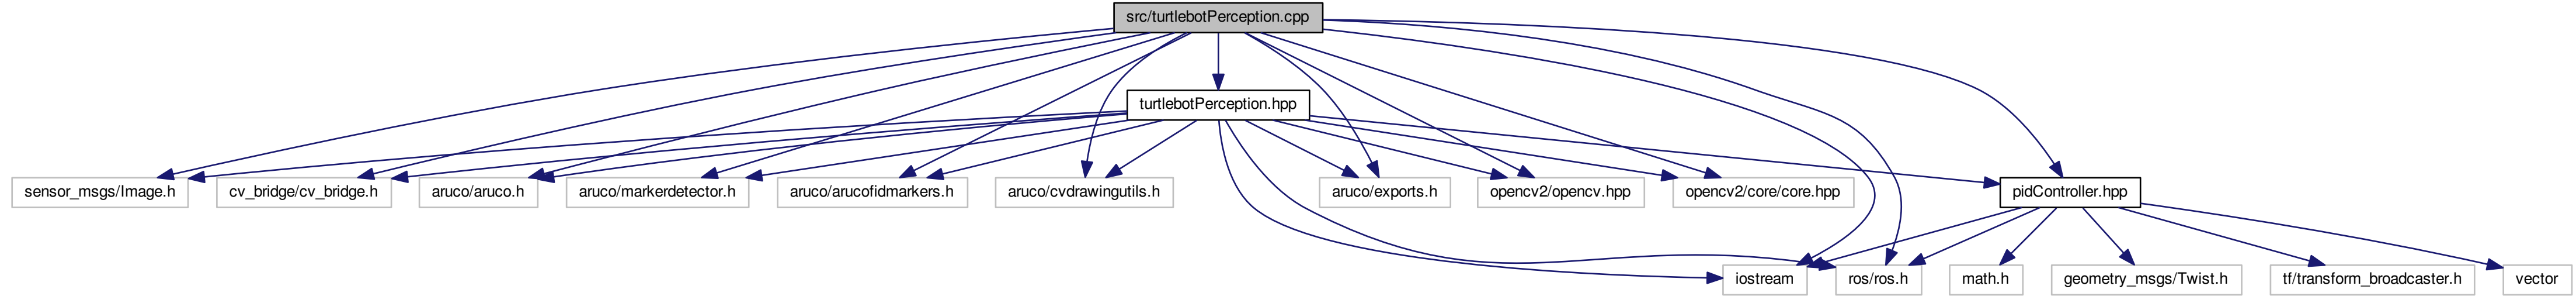 src/turtlebotPerception.cpp
turtlebotPerception.hpp
sensor_msgs/Image.h
cv_bridge/cv_bridge.h
aruco/aruco.h
aruco/markerdetector.h
aruco/arucofidmarkers.h
aruco/cvdrawingutils.h
aruco/exports.h
opencv2/opencv.hpp
opencv2/core/core.hpp
pidController.hpp
iostream
ros/ros.h
math.h
geometry_msgs/Twist.h
tf/transform_broadcaster.h
vector